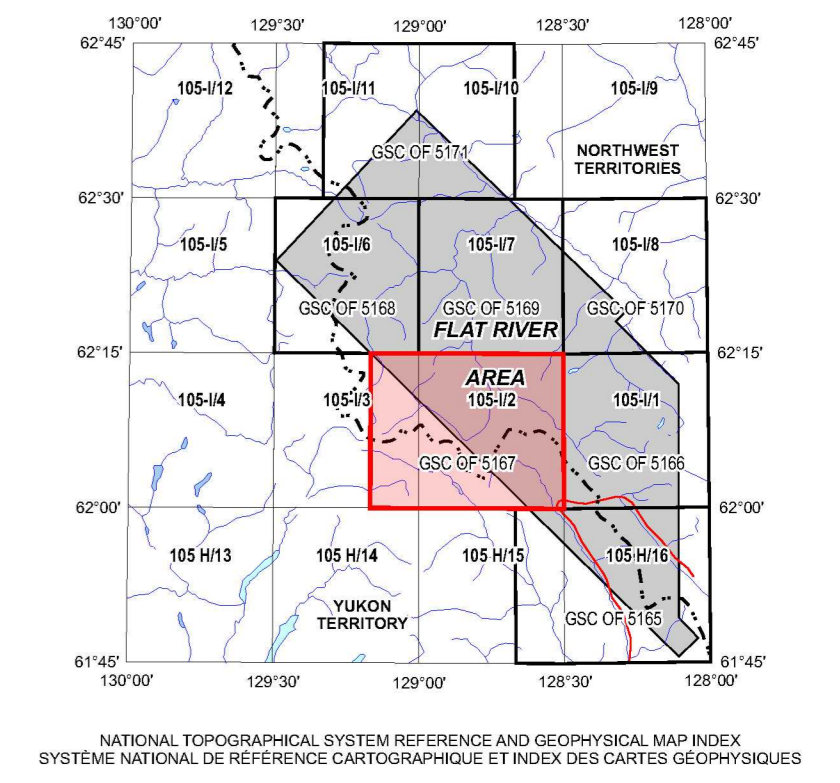 130°00' 129°30' 129°00' 128°30' 128°00'
62°45' 62°45'
105-I/12 105-I/11 105-I/10 105-I/9
GSC OF 5171
NORTHWEST
TERRITORIES
62°30' 62°30'
105-I/5 105-I/6 105-I/7 105-I/8
GSC OF 5168 GSC OF 5169 GSC OF 5170
FLAT RIVER
62°15' 62°15'
AREA
105-I/4 105-I/3 105-I/2 105-I/1
GSC OF 5167 GSC OF 5166
62°00' 62°00'
105 H/13 105 H/14 105 H/15 105 H/16
YUKON
TERRITORY
GSC OF 5165
61°45' 61°45'
130°00' 129°30' 129°00' 128°30' 128°00'
NATIONAL TOPOGRAPHICAL SYSTEM REFERENCE AND GEOPHYSICAL MAP INDEX
SYSTÈME NATIONAL DE RÉFÉRENCE CARTOGRAPHIQUE ET INDEX DES CARTES GÉOPHYSIQUES